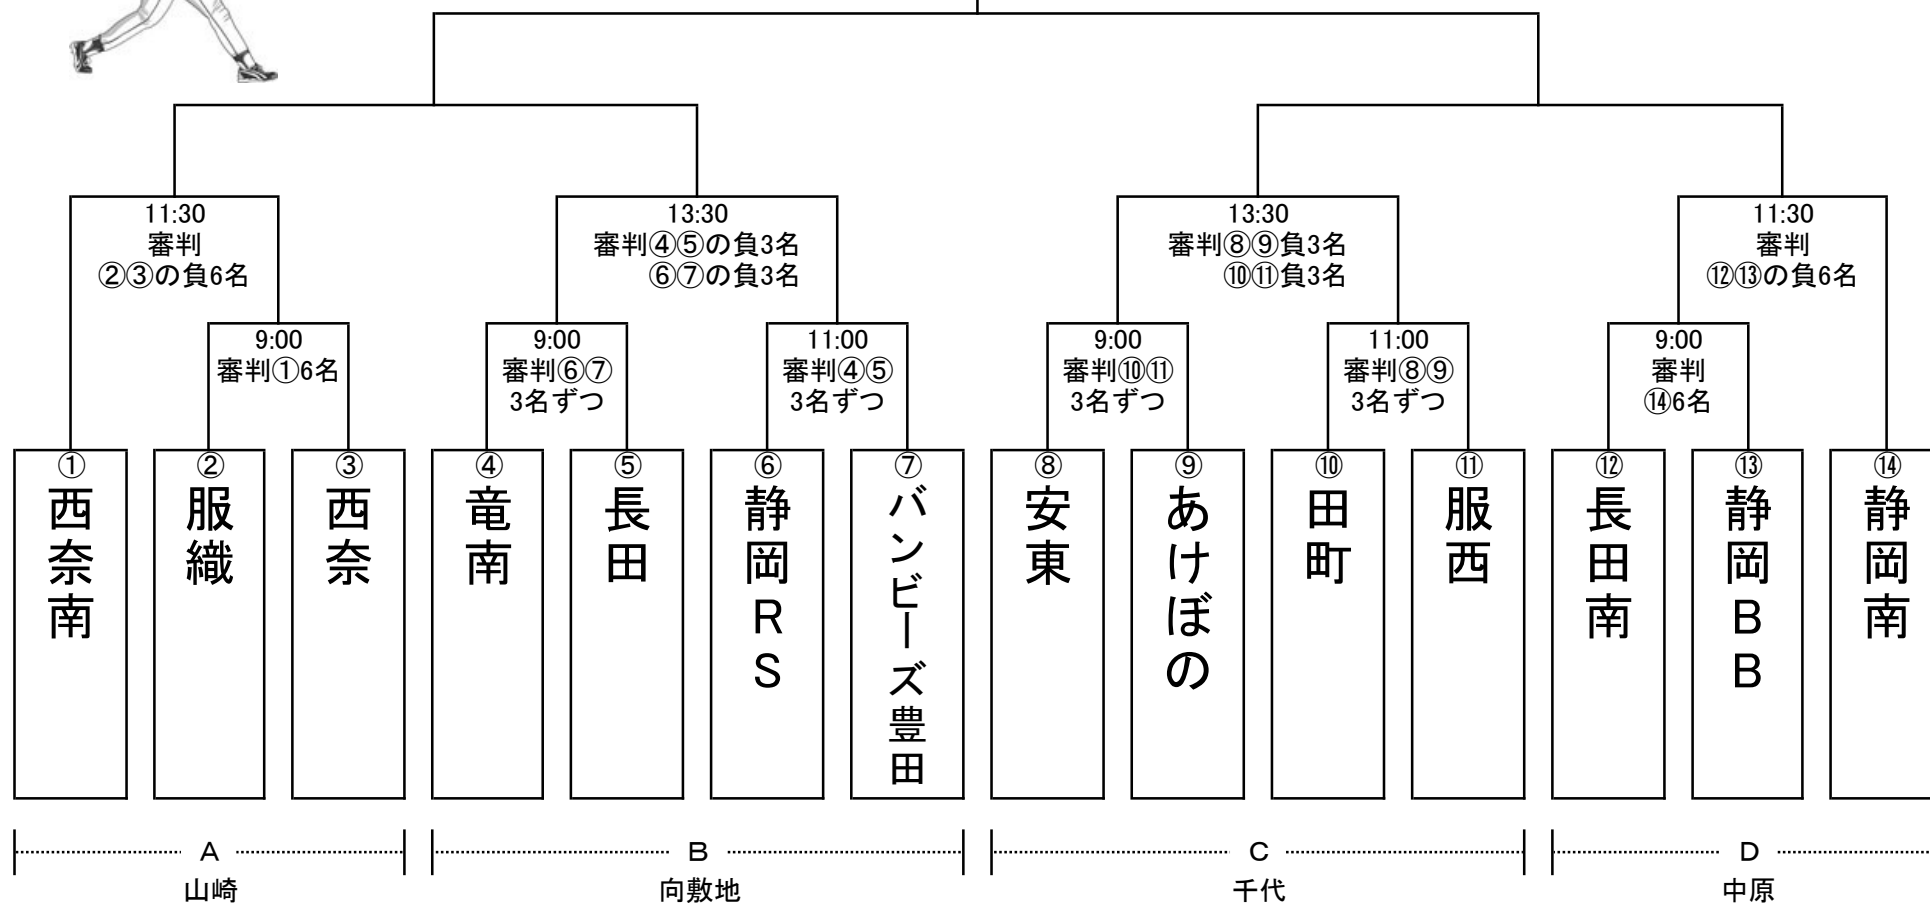 11:30
審判
②③の負6名
13:30
審判④⑤の負3名
⑥⑦の負3名
13:30
審判⑧⑨負3名
⑩⑪負3名
11:30
審判
⑫⑬の負6名
9:00
審判①6名
9:00
審判⑥⑦
3名ずつ
11:00
審判④⑤
3名ずつ
9:00
審判⑩⑪
3名ずつ
11:00
審判⑧⑨
3名ずつ
9:00
審判
⑭6名
①
西奈南
②
服織
③
西奈
④
竜南
⑤
長田
⑥
静岡RS
⑦
バンビーズ豊田
⑧
安東
⑨
あけぼの
⑩
田町
⑪
服西
⑫
長田南
⑬
静岡BB
⑭
静岡南
A
山崎
B
向敷地
C
千代
D
中原